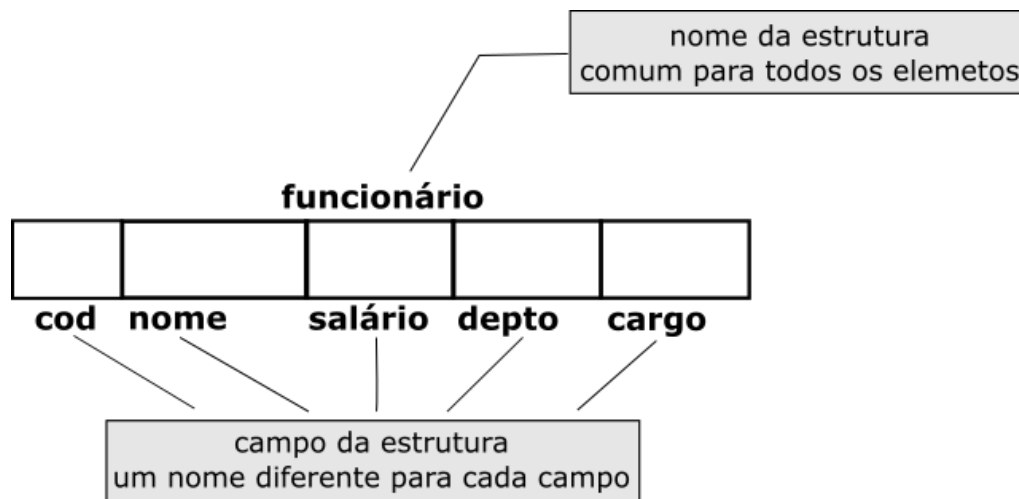 nome da estrutura
comum para todos os elemetos
funcionário
cod nome salário depto cargo
campo da estrutura
um nome diferente para cada campo